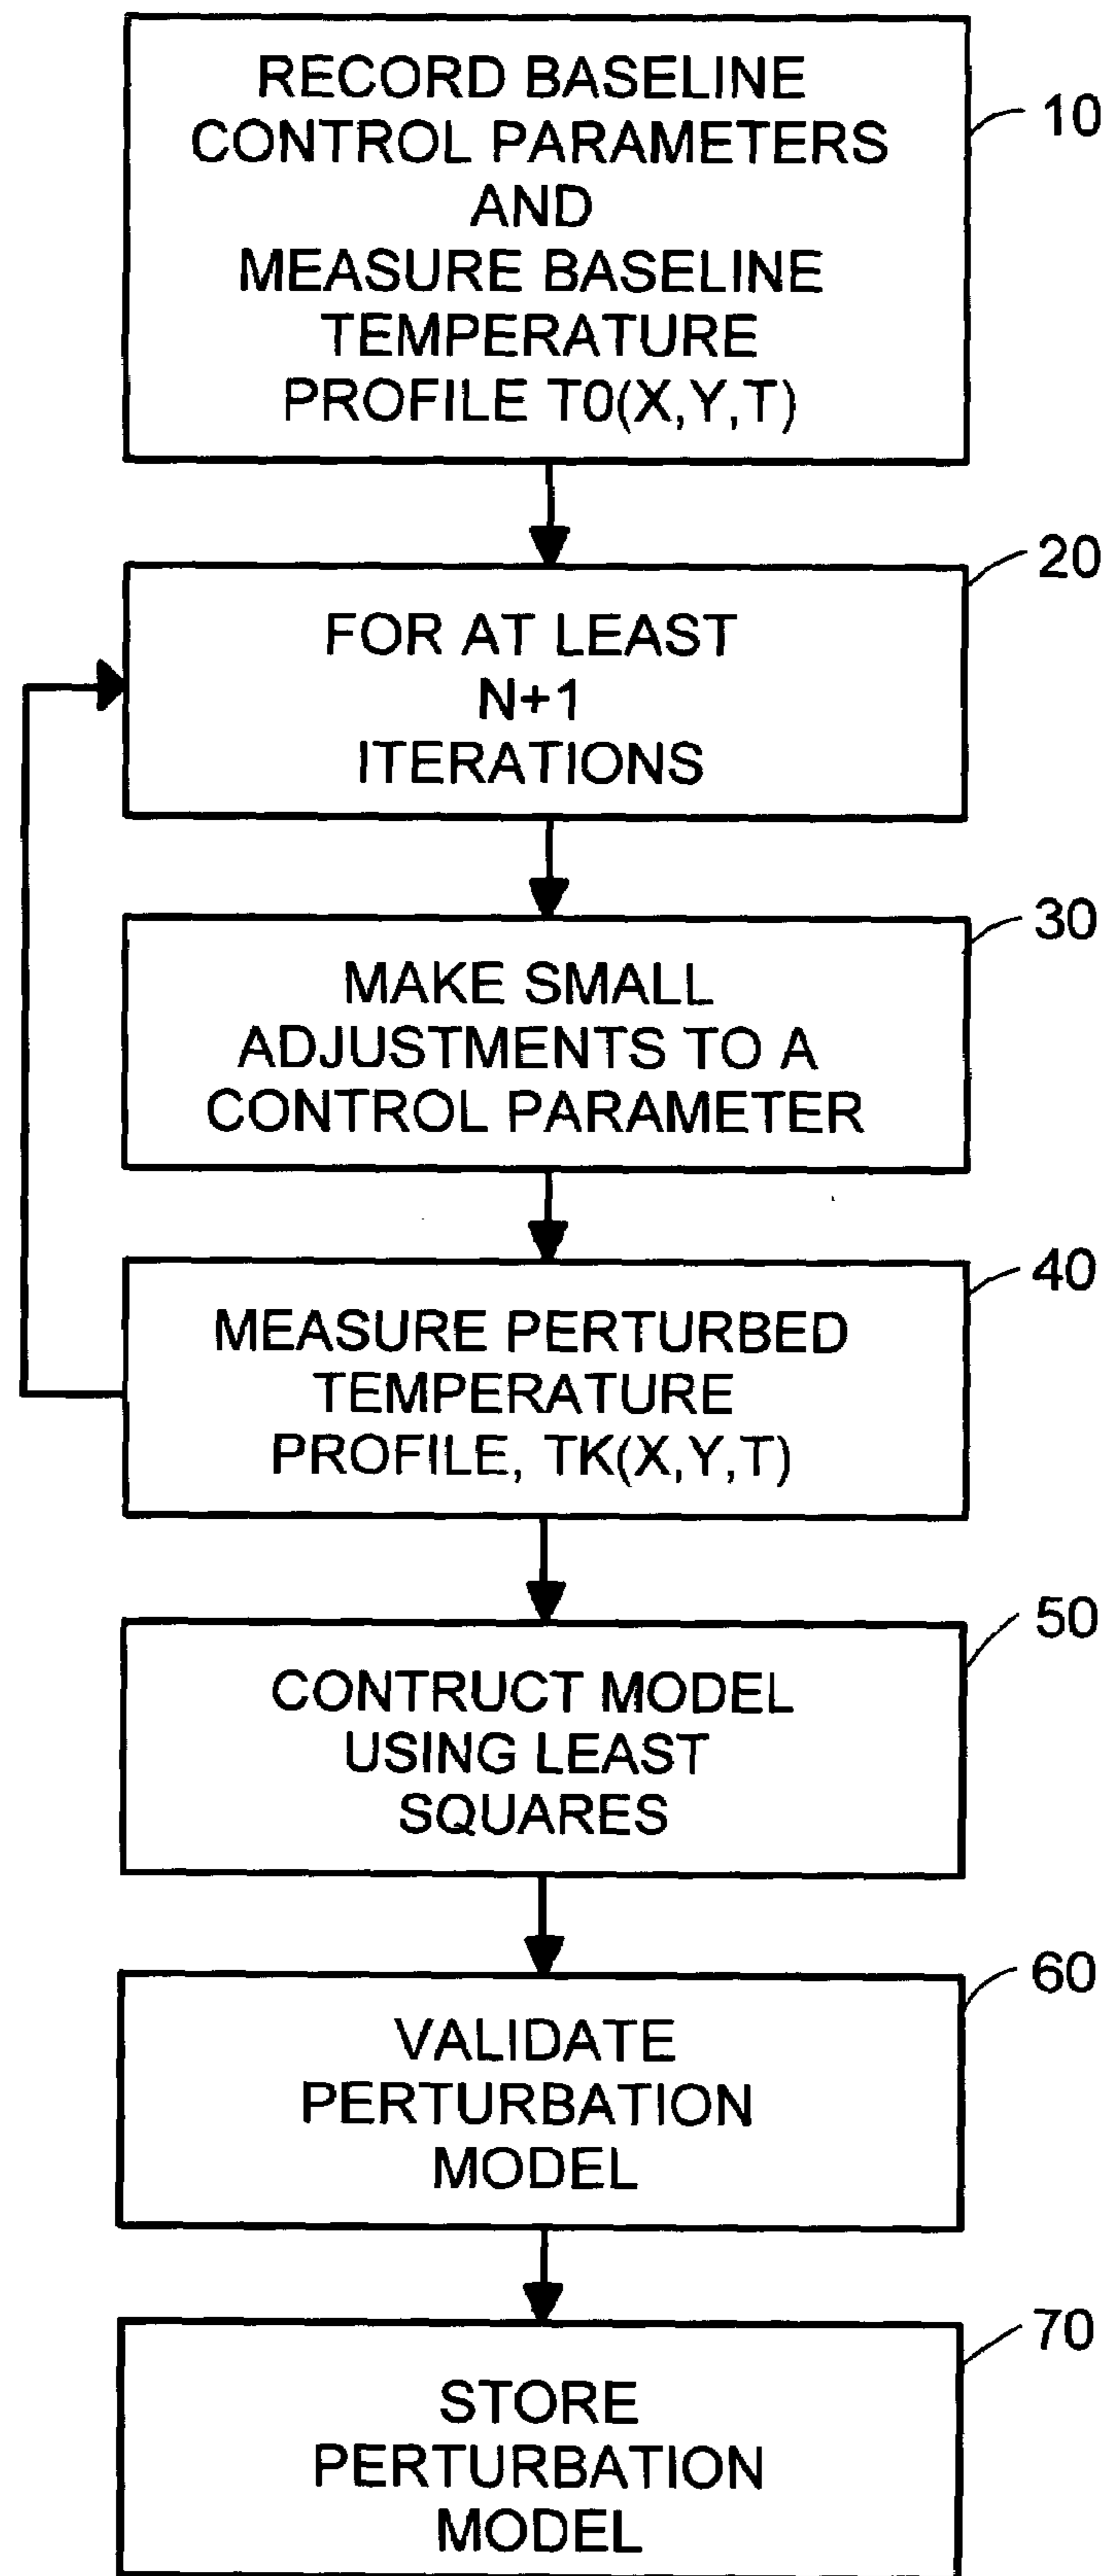 RECORD BASELINE
CONTROL PARAMETERS
AND
MEASURE BASELINE
TEMPERATURE
PROFILE T0(X,Y,T)
10
FOR AT LEAST
N+1
ITERATIONS
20
MAKE SMALL
ADJUSTMENTS TO A
CONTROL PARAMETER
30
MEASURE PERTURBED
TEMPERATURE
PROFILE, TK(X,Y,T)
40
CONTRUCT MODEL
USING LEAST
SQUARES
50
VALIDATE
PERTURBATION
MODEL
60
STORE
PERTURBATION
MODEL
70